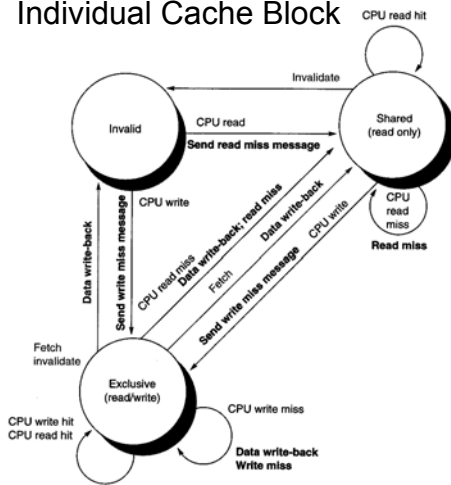 Individual Cache Block
CPU read hit
Invalidate
Invalid
CPU read
Send read miss message
Shared
(read only)
CPU
read
miss
Read miss
CPU write
Data write-back
Send write miss message
CPU read miss
Data write-back; read miss
Fetch
Data write-back
Send write miss message
CPU write
Fetch
invalidate
Exclusive
(read/write)
CPU write hit
CPU read hit
CPU write miss
Data write-back
Write miss